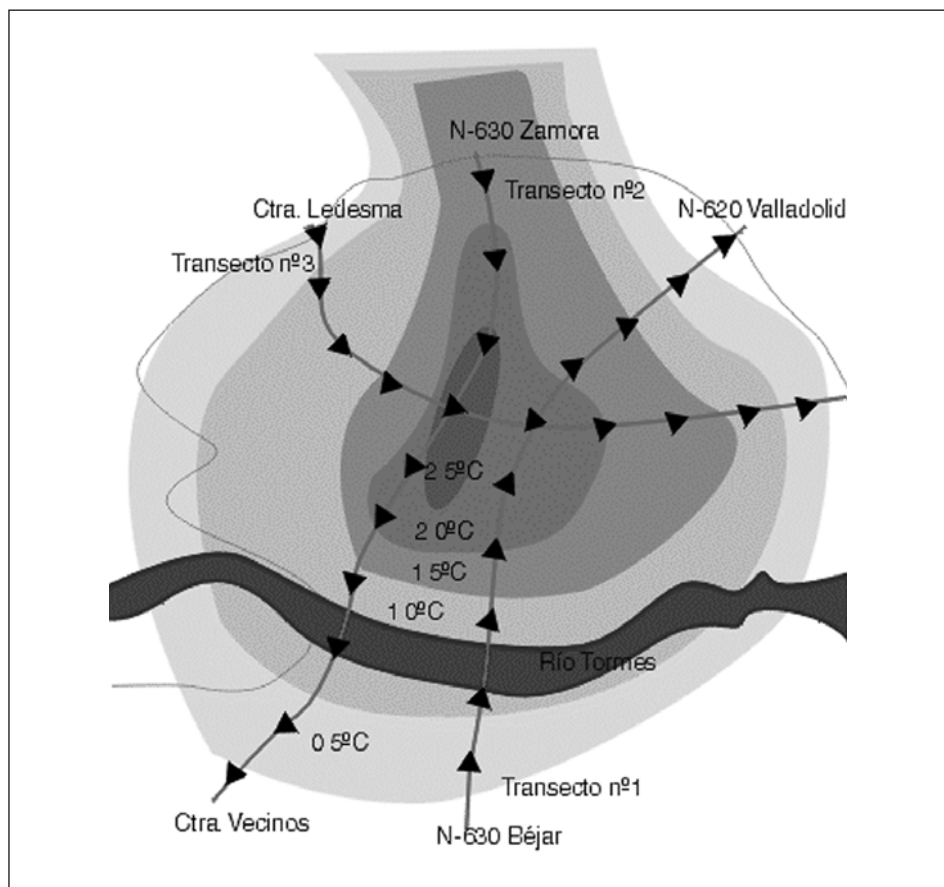 N-630 Zamora
Transecto nº2
Ctra. Ledesma
N-620 Valladolid
Transecto nº3
2 5ºC
2 0ºC
1 5ºC
1 0ºC
Río Tormes
0 5ºC
Transecto nº1
Ctra. Vecinos
N-630 Béjar